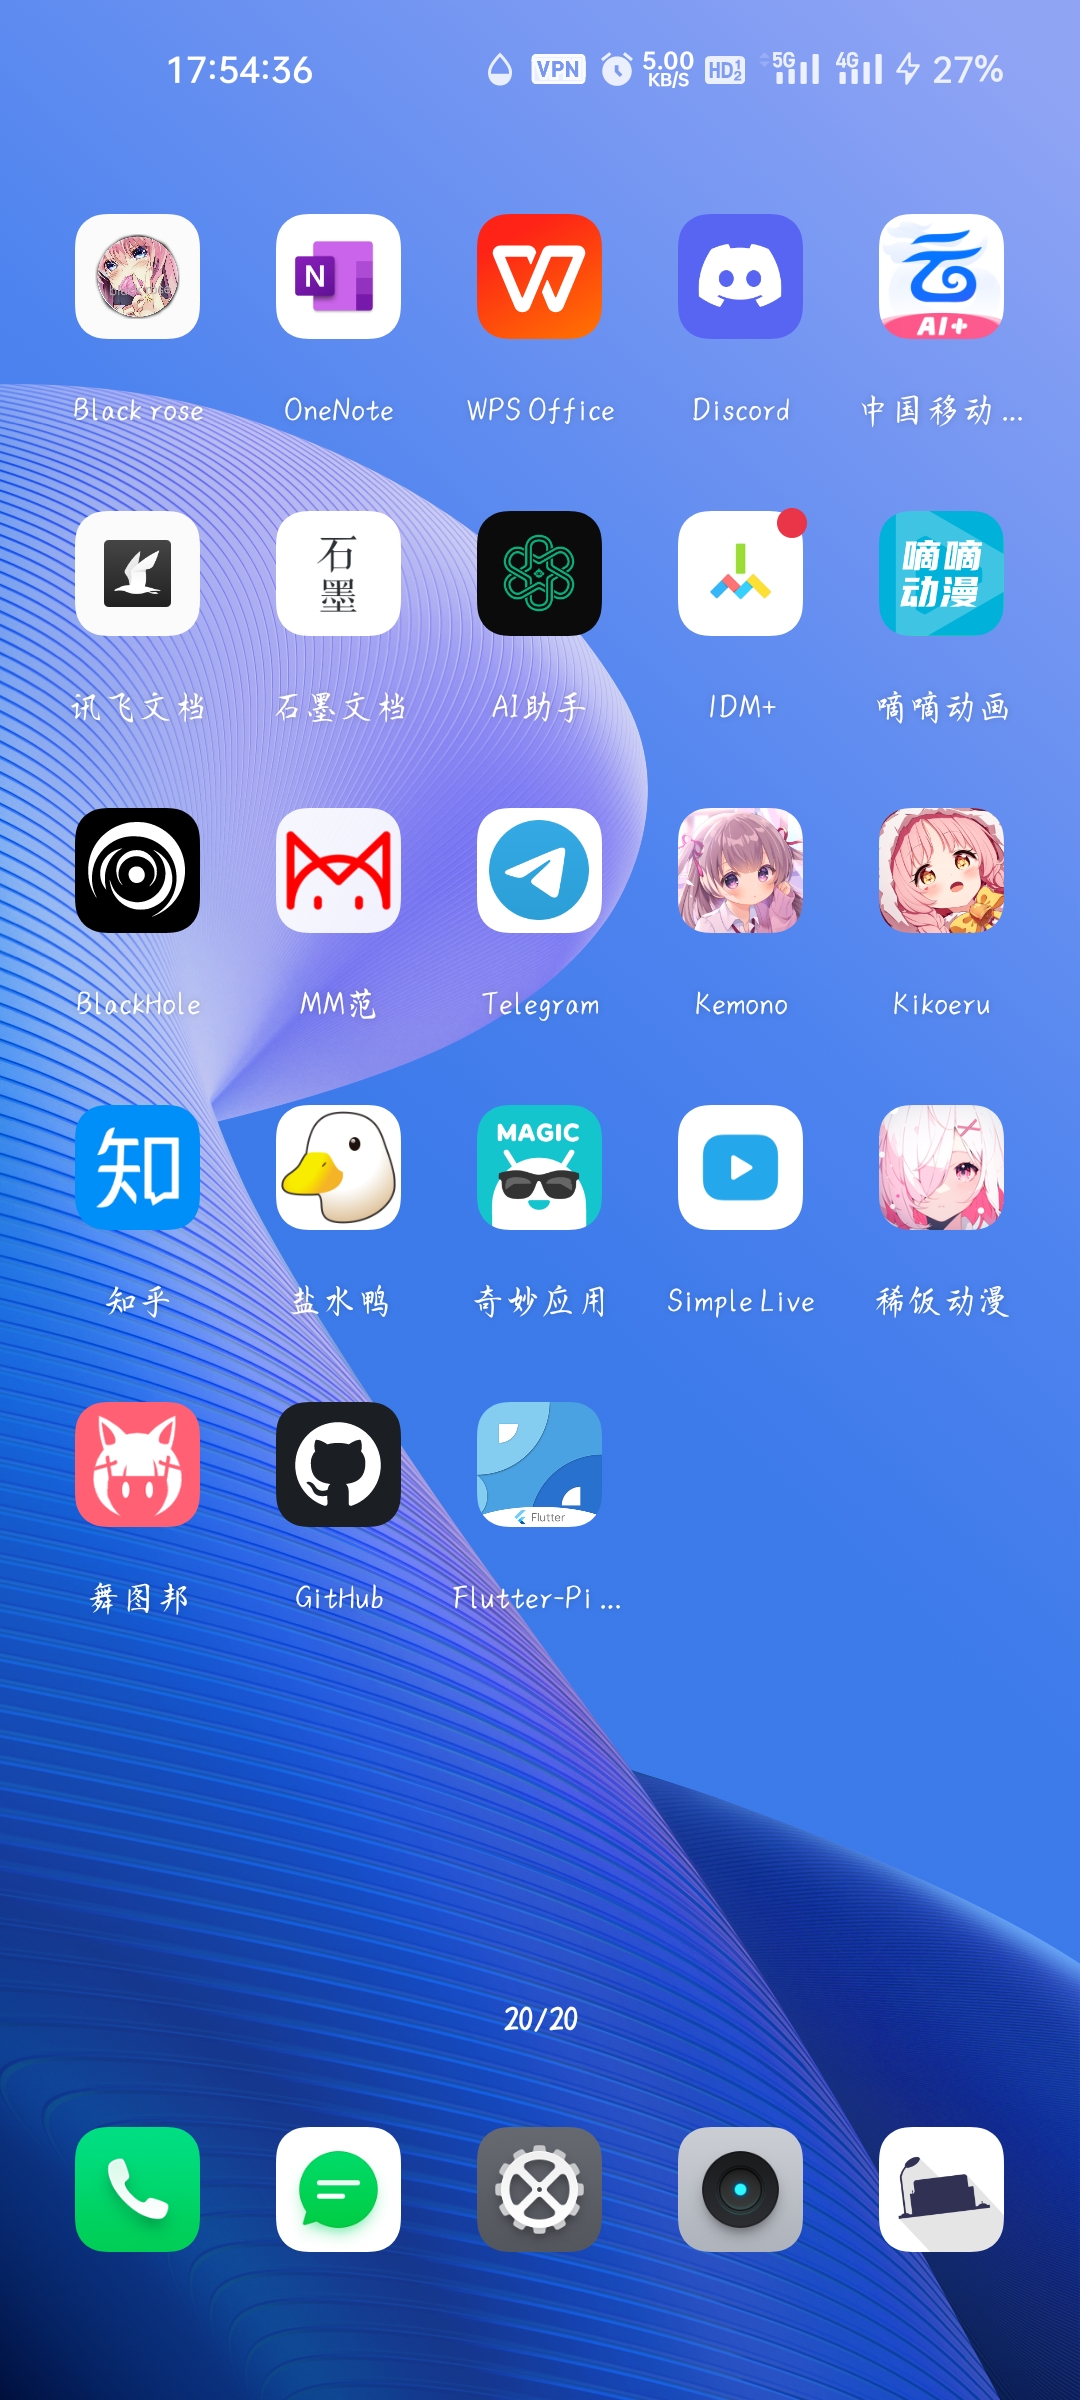 17:54:36 VPN 5.00 KB/S HD 1 2 5G 4G 27%
N
云
AI+
Black rose OneNote WPS Office Discord 中国移动...
石墨
嘀嘀动漫
讯飞文档 石墨文档 AI助手 IDM+ 嘀嘀动画
BlackHole MM范 Telegram Kemono Kikoeru
知
MAGIC
知乎 盐水鸭 奇妙应用 Simple Live 稀饭动漫
Flutter
舞图邦 GitHub Flutter-Pi...
20/20